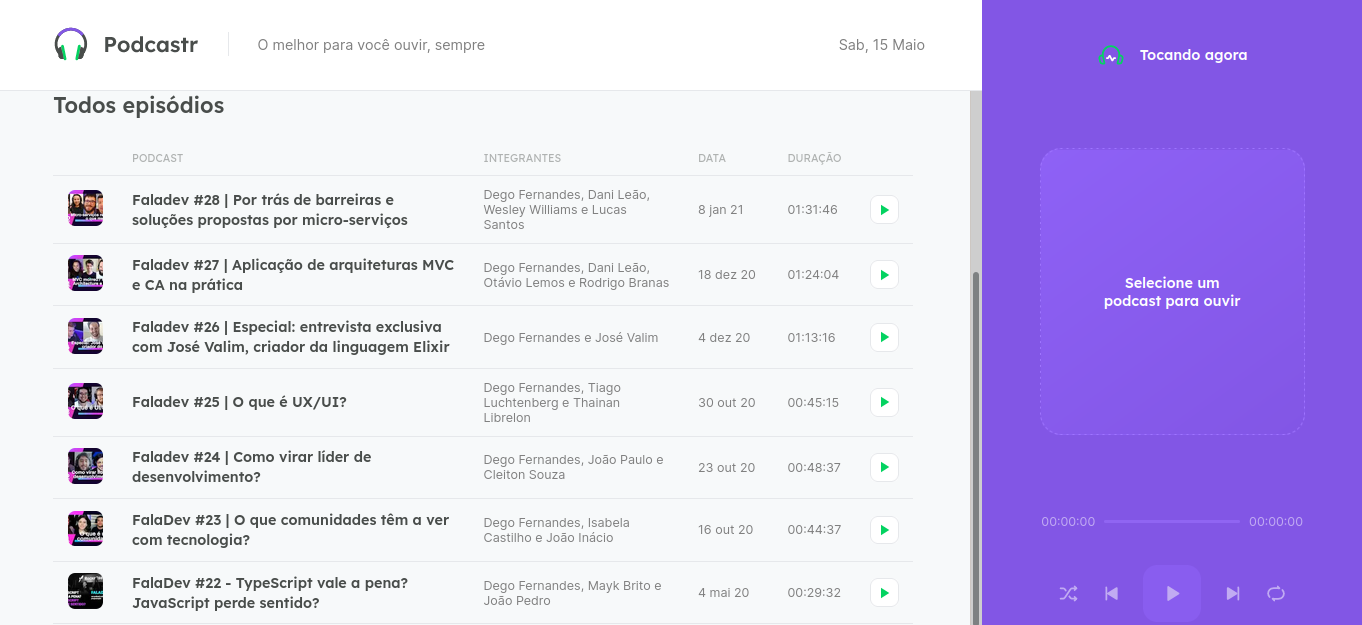 Podcastr
O melhor para você ouvir, sempre
Sab, 15 Maio
Todos episódios
PODCAST
INTEGRANTES
DATA
DURAÇÃO
Faladev #28 | Por trás de barreiras e
soluções propostas por micro-serviços
Dego Fernandes, Dani Leão,
Wesley Williams e Lucas
Santos
8 jan 21
01:31:46
Faladev #27 | Aplicação de arquiteturas MVC
e CA na prática
Dego Fernandes, Dani Leão,
Otávio Lemos e Rodrigo Branas
18 dez 20
01:24:04
Faladev #26 | Especial: entrevista exclusiva
com José Valim, criador da linguagem Elixir
Dego Fernandes e José Valim
4 dez 20
01:13:16
Faladev #25 | O que é UX/UI?
Dego Fernandes, Tiago
Luchtenberg e Thainan
Librelon
30 out 20
00:45:15
Faladev #24 | Como virar líder de
desenvolvimento?
Dego Fernandes, João Paulo e
Cleiton Souza
23 out 20
00:48:37
FalaDev #23 | O que comunidades têm a ver
com tecnologia?
Dego Fernandes, Isabela
Castilho e João Inácio
16 out 20
00:44:37
FalaDev #22 - TypeScript vale a pena?
JavaScript perde sentido?
Dego Fernandes, Mayk Brito e
João Pedro
4 mai 20
00:29:32
Tocando agora
Selecione um
podcast para ouvir
00:00:00
00:00:00